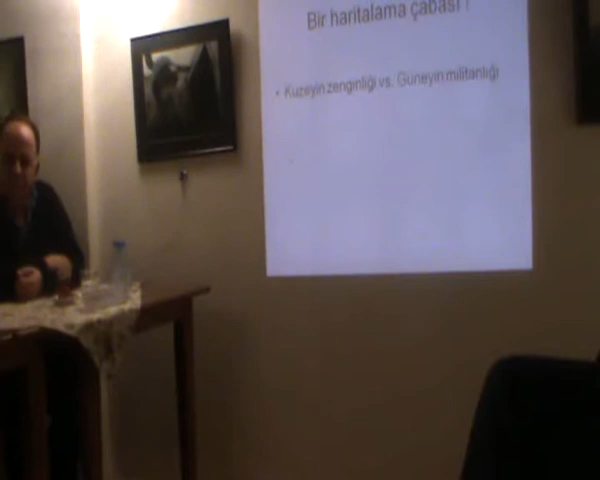 Bir haritalama çabası !
• Kuzeyin zenginliği vs. Güneyin militanlığı